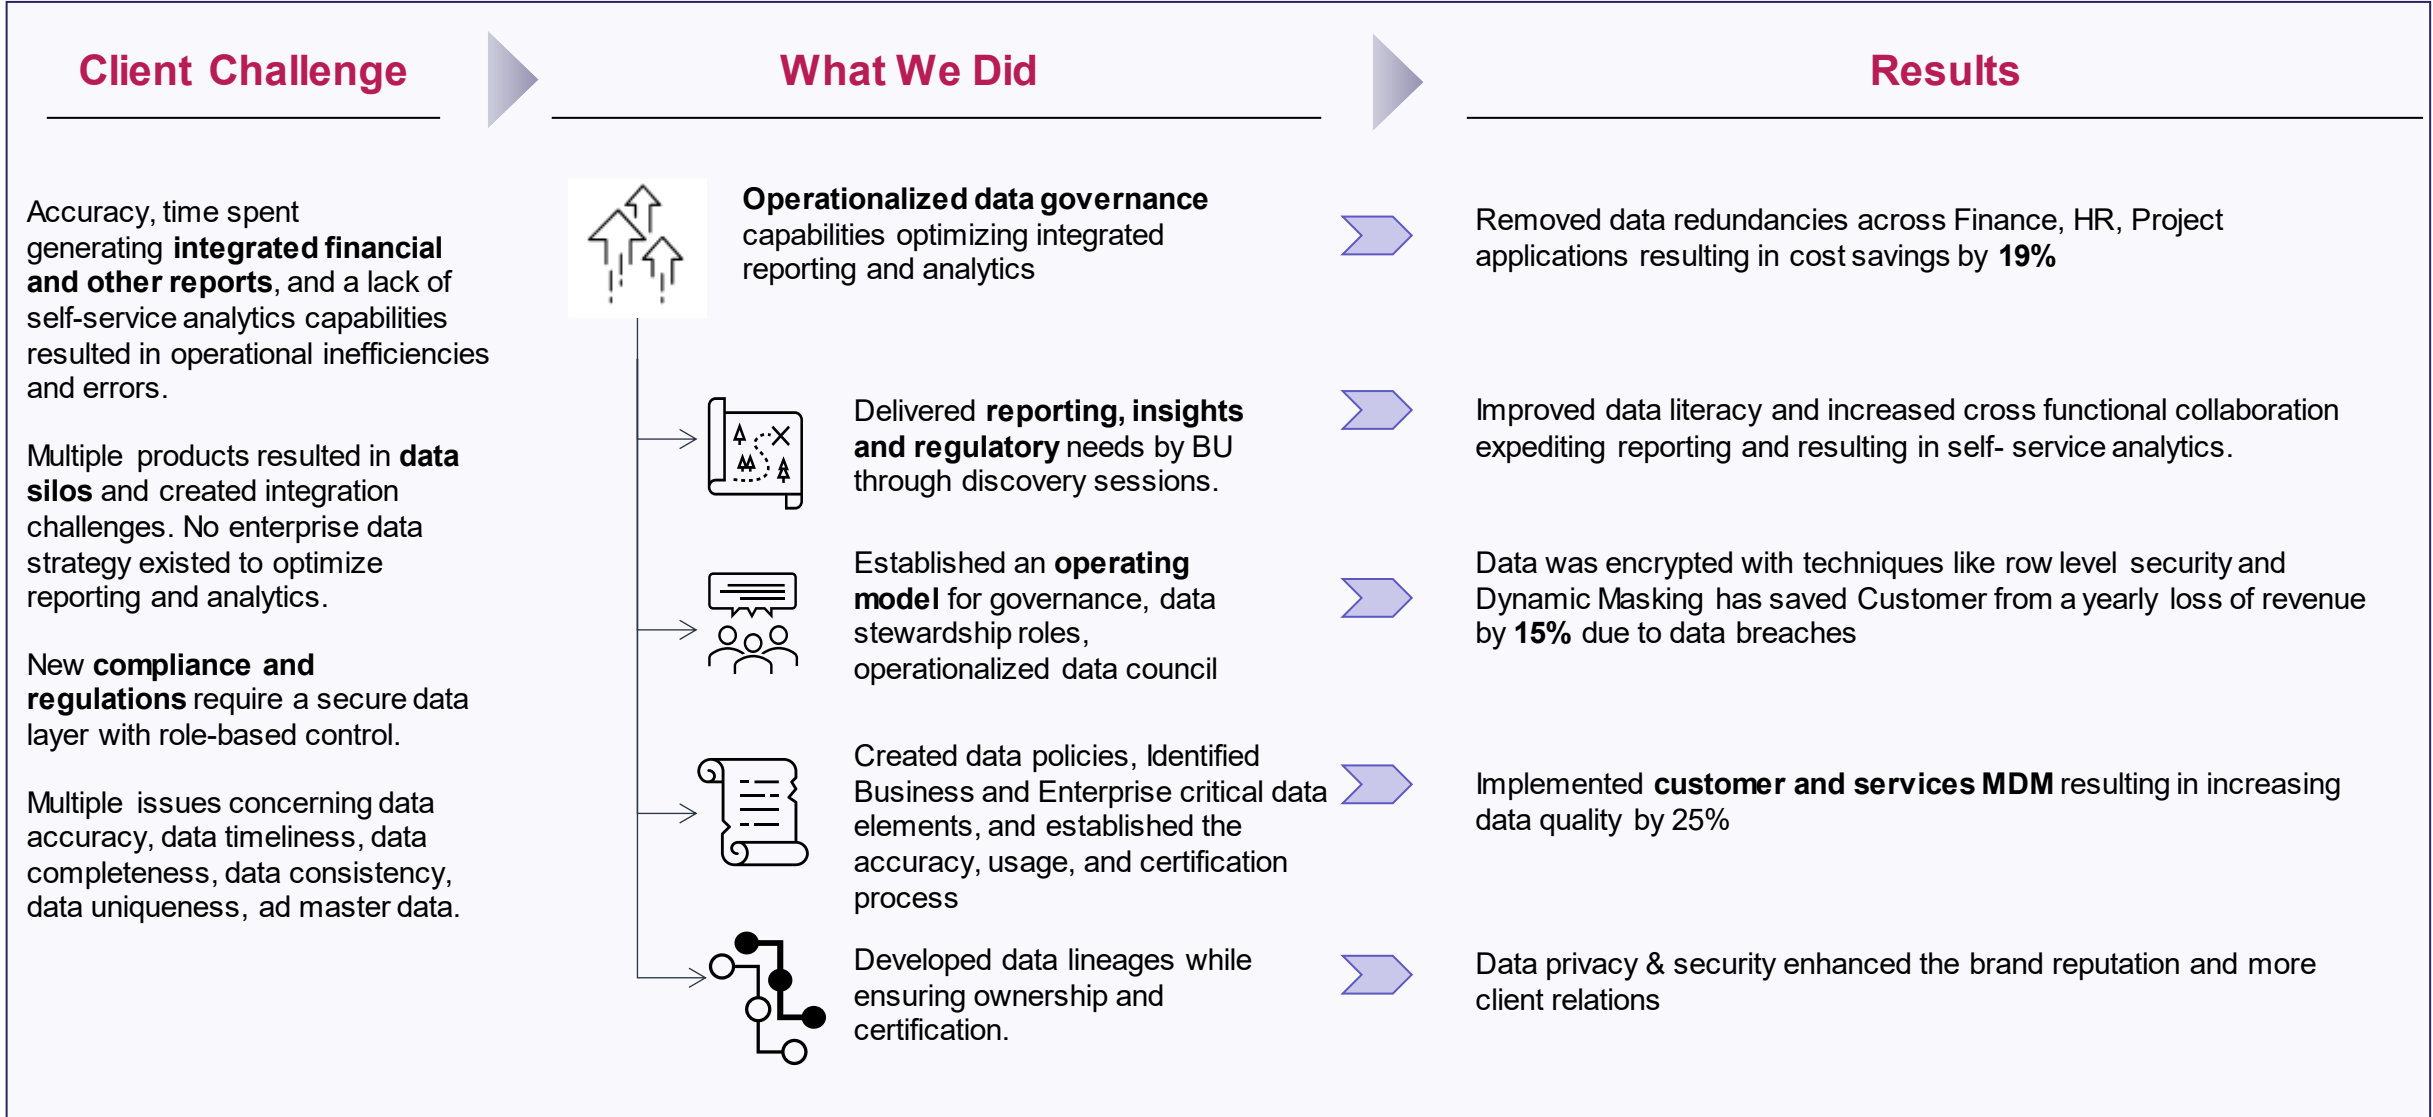 Client Challenge
What We Did
Results
Accuracy, time spent
generating integrated financial
and other reports, and a lack of
self-service analytics capabilities
resulted in operational inefficiencies
and errors.
Multiple products resulted in data
silos and created integration
challenges. No enterprise data
strategy existed to optimize
reporting and analytics.
New compliance and
regulations require a secure data
layer with role-based control.
Multiple issues concerning data
accuracy, data timeliness, data
completeness, data consistency,
data uniqueness, ad master data.
Operationalized data governance
capabilities optimizing integrated
reporting and analytics
Delivered reporting, insights
and regulatory needs by BU
through discovery sessions.
Established an operating
model for governance, data
stewardship roles,
operationalized data council
Created data policies, Identified
Business and Enterprise critical data
elements, and established the
accuracy, usage, and certification
process
Developed data lineages while
ensuring ownership and
certification.
Removed data redundancies across Finance, HR, Project
applications resulting in cost savings by 19%
Improved data literacy and increased cross functional collaboration
expediting reporting and resulting in self- service analytics.
Data was encrypted with techniques like row level security and
Dynamic Masking has saved Customer from a yearly loss of revenue
by 15% due to data breaches
Implemented customer and services MDM resulting in increasing
data quality by 25%
Data privacy & security enhanced the brand reputation and more
client relations